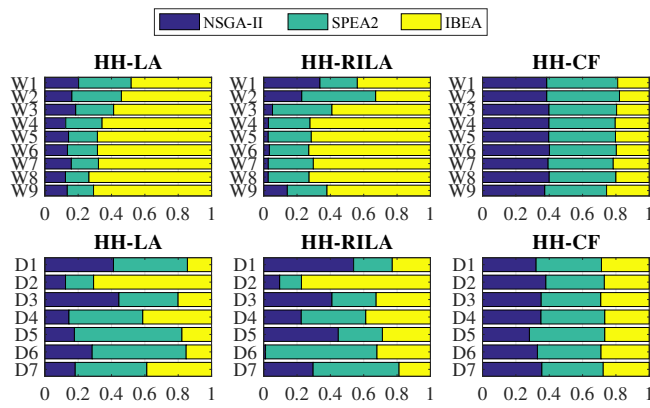 NSGA-II SPEA2 IBEA
HH-LA HH-RILA HH-CF
W1 W1 W1
W2 W2 W2
W3 W3 W3
W4 W4 W4
W5 W5 W5
W6 W6 W6
W7 W7 W7
W8 W8 W8
W9 W9 W9
0 0.2 0.4 0.6 0.8 1 0 0.2 0.4 0.6 0.8 1 0 0.2 0.4 0.6 0.8 1
HH-LA HH-RILA HH-CF
D1 D1 D1
D2 D2 D2
D3 D3 D3
D4 D4 D4
D5 D5 D5
D6 D6 D6
D7 D7 D7
0 0.2 0.4 0.6 0.8 1 0 0.2 0.4 0.6 0.8 1 0 0.2 0.4 0.6 0.8 1